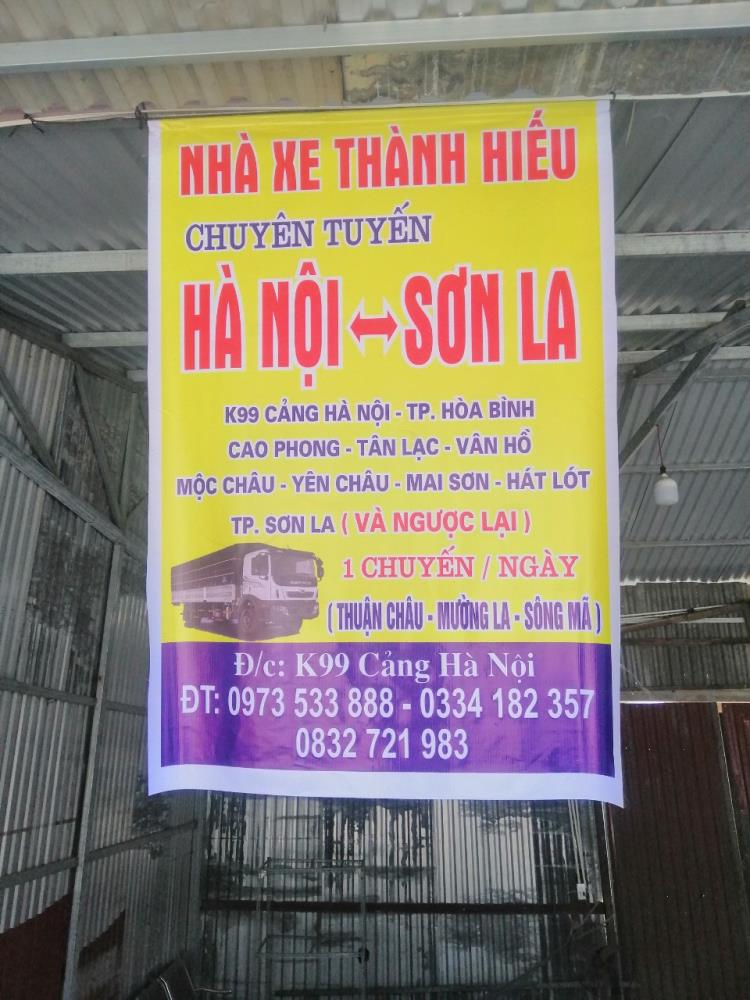 NHÀ XE THÀNH HIẾU
CHUYÊN TUYẾN
HÀ NỘI ↔ SƠN LA
K99 CẢNG HÀ NỘI - TP. HÒA BÌNH
CAO PHONG - TÂN LẠC - VÂN HỒ
MỘC CHÂU - YÊN CHÂU - MAI SƠN - HÁT LÓT
TP. SƠN LA ( VÀ NGƯỢC LẠI )
1 CHUYẾN / NGÀY
( THUẬN CHÂU - MƯỜNG LA - SÔNG MÃ )
Đ/c: K99 Cảng Hà Nội
ĐT: 0973 533 888 - 0334 182 357
0832 721 983